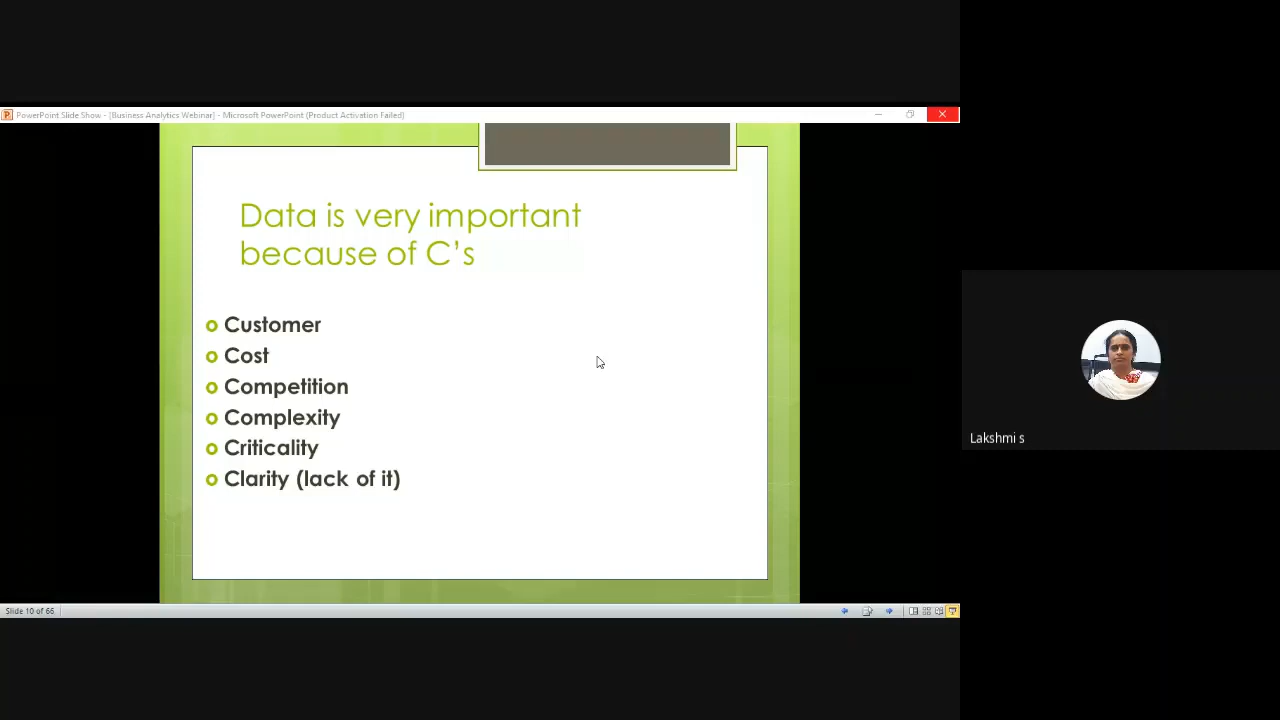 PowerPoint Slide Show - [Business Analytics Webinar] - Microsoft PowerPoint (Product Activation Failed)
Data is very important
because of C's
Customer
Cost
Competition
Complexity
Criticality
Clarity (lack of it)
Lakshmi s
Slide 10 of 66